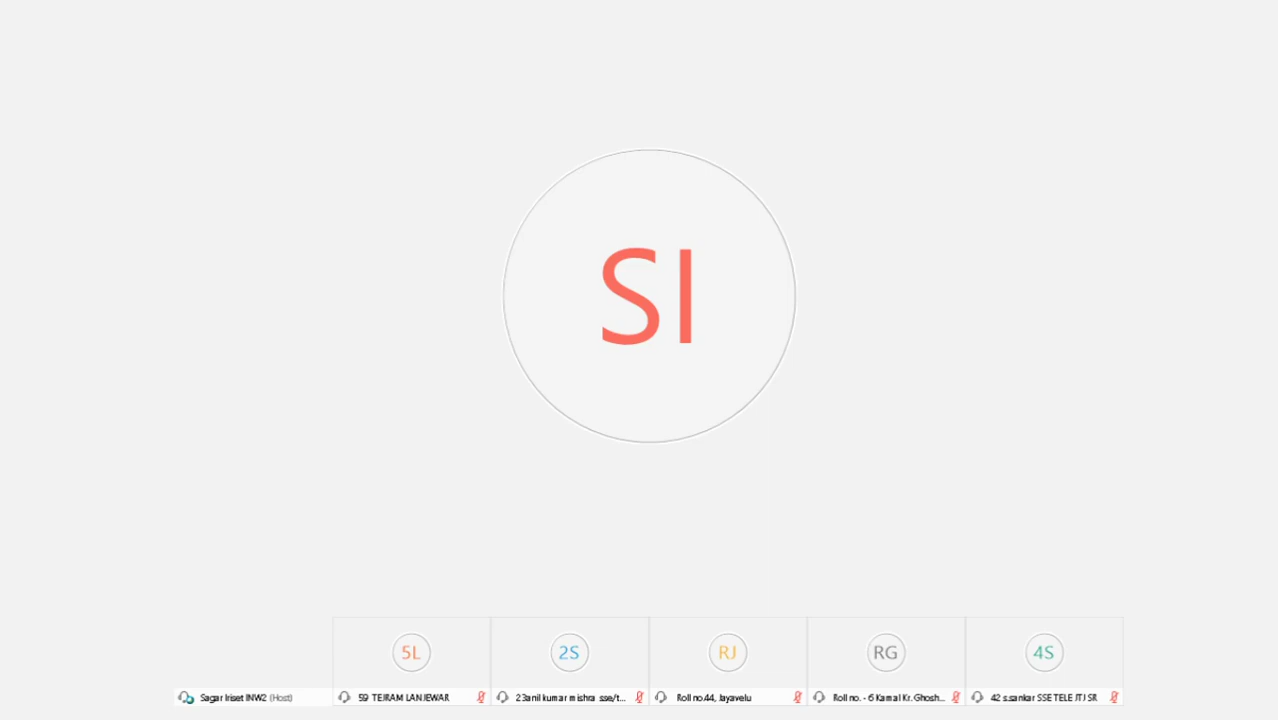 SI
5L
2S
RJ
RG
4S
Sagar Iriset INW2 (Host)
59 TEJRAM LANJEWAR
23anil kumar mishra sse/t...
Roll no.44, Jayavelu
Roll no. - 6 Kamal Kr. Ghosh...
42 s.sankar SSE TELE JTJ SR